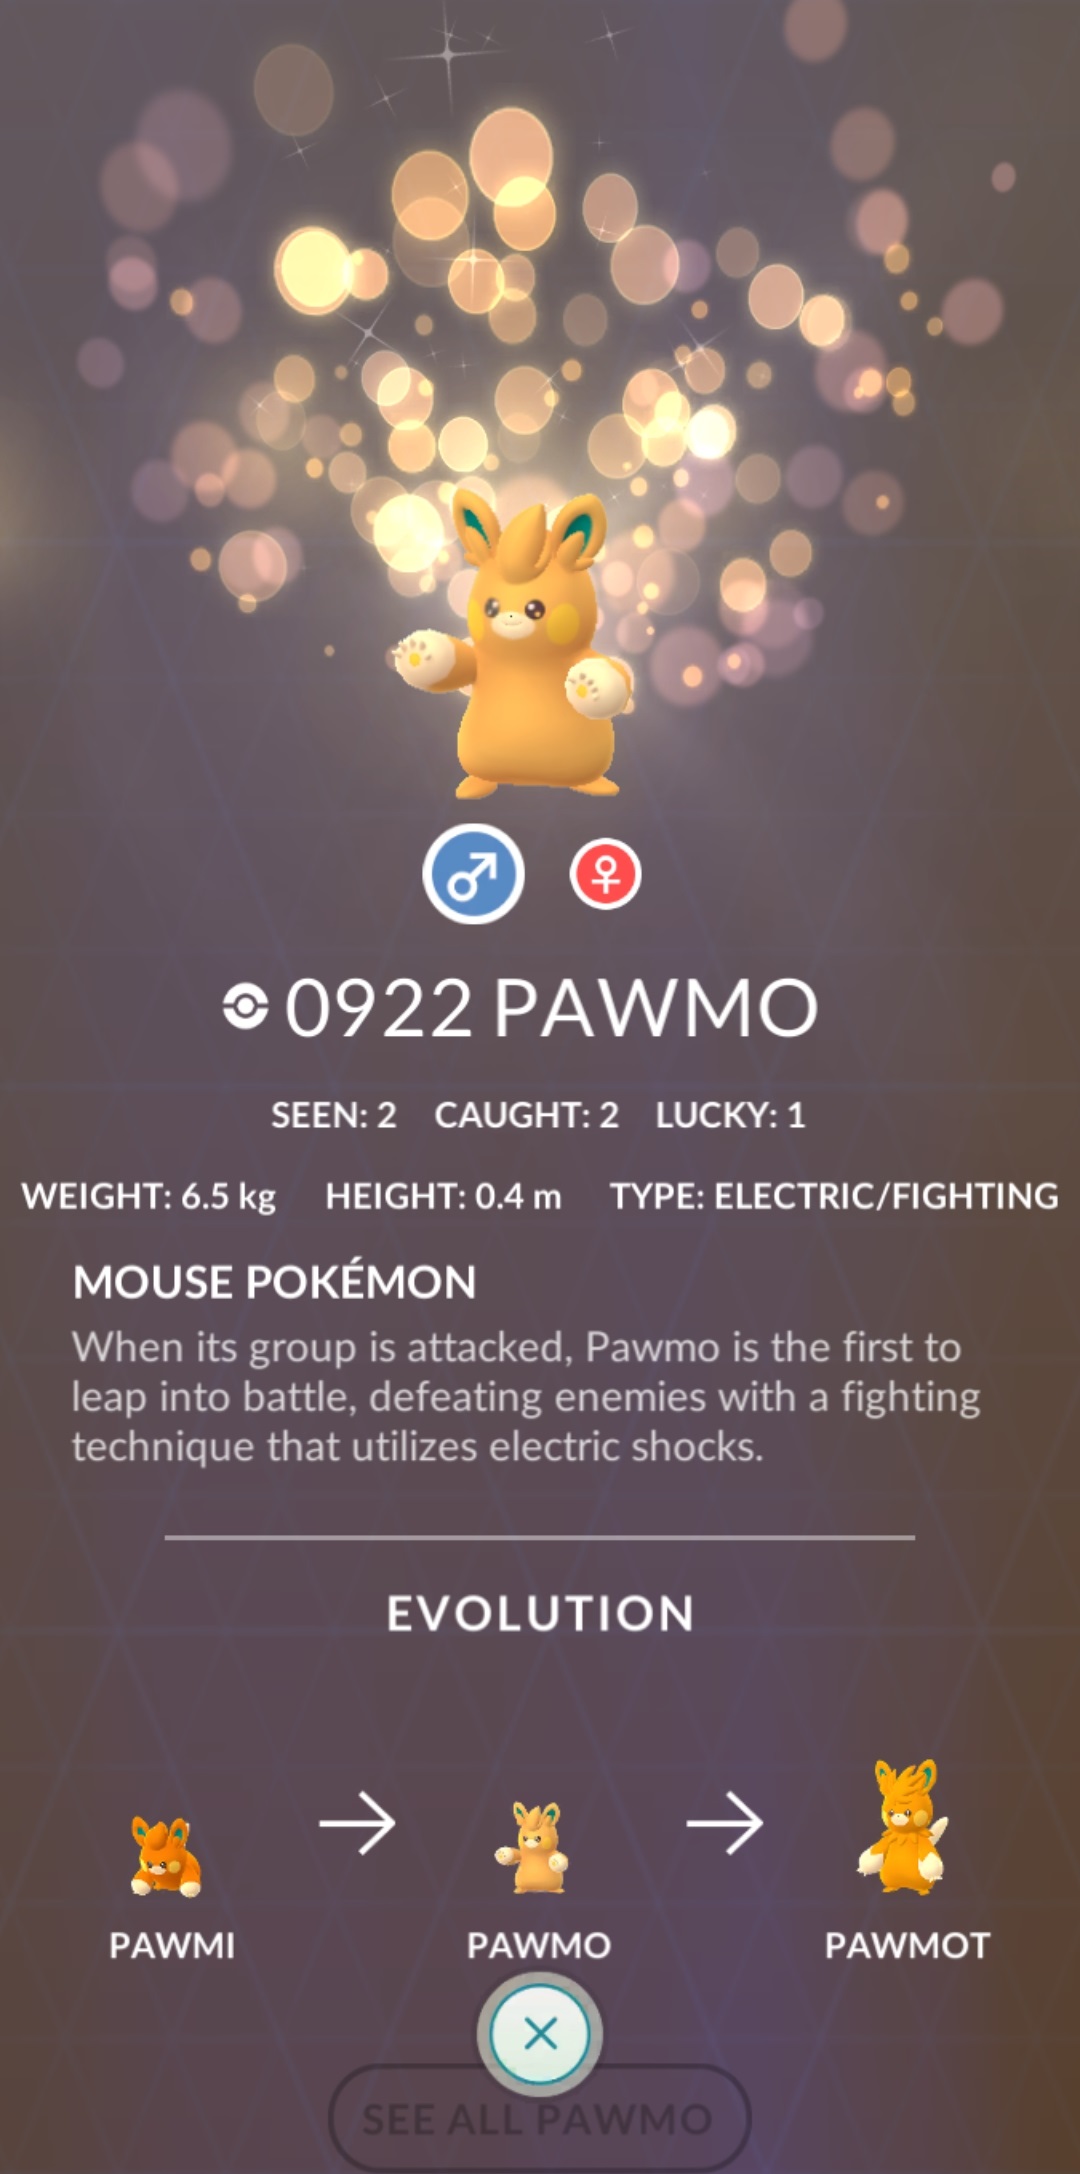 0922 PAWMO
SEEN: 2 CAUGHT: 2 LUCKY: 1
WEIGHT: 6.5 kg HEIGHT: 0.4 m TYPE: ELECTRIC/FIGHTING
MOUSE POKÉMON
When its group is attacked, Pawmo is the first to
leap into battle, defeating enemies with a fighting
technique that utilizes electric shocks.
EVOLUTION
PAWMI PAWMO PAWMOT
SEE ALL PAWMO